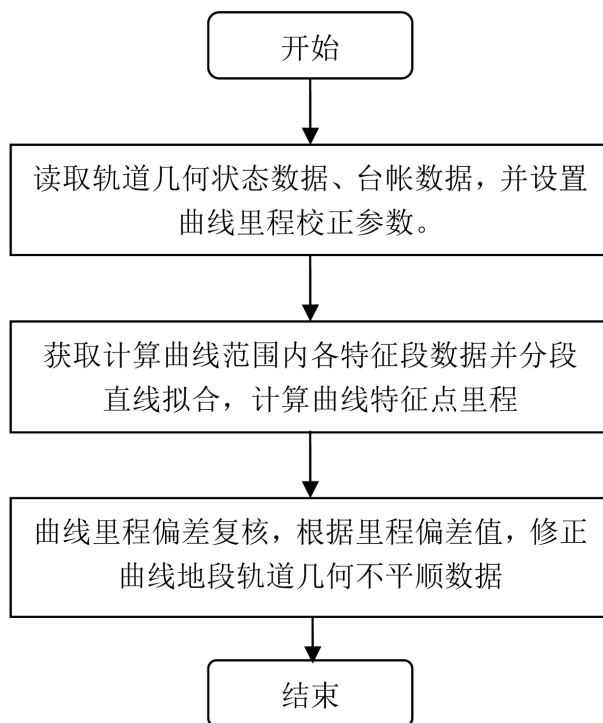 开始
读取轨道几何状态数据、台帐数据，并设置
曲线里程校正参数。
获取计算曲线范围内各特征段数据并分段
直线拟合，计算曲线特征点里程
曲线里程偏差复核，根据里程偏差值，修正
曲线地段轨道几何不平顺数据
结束